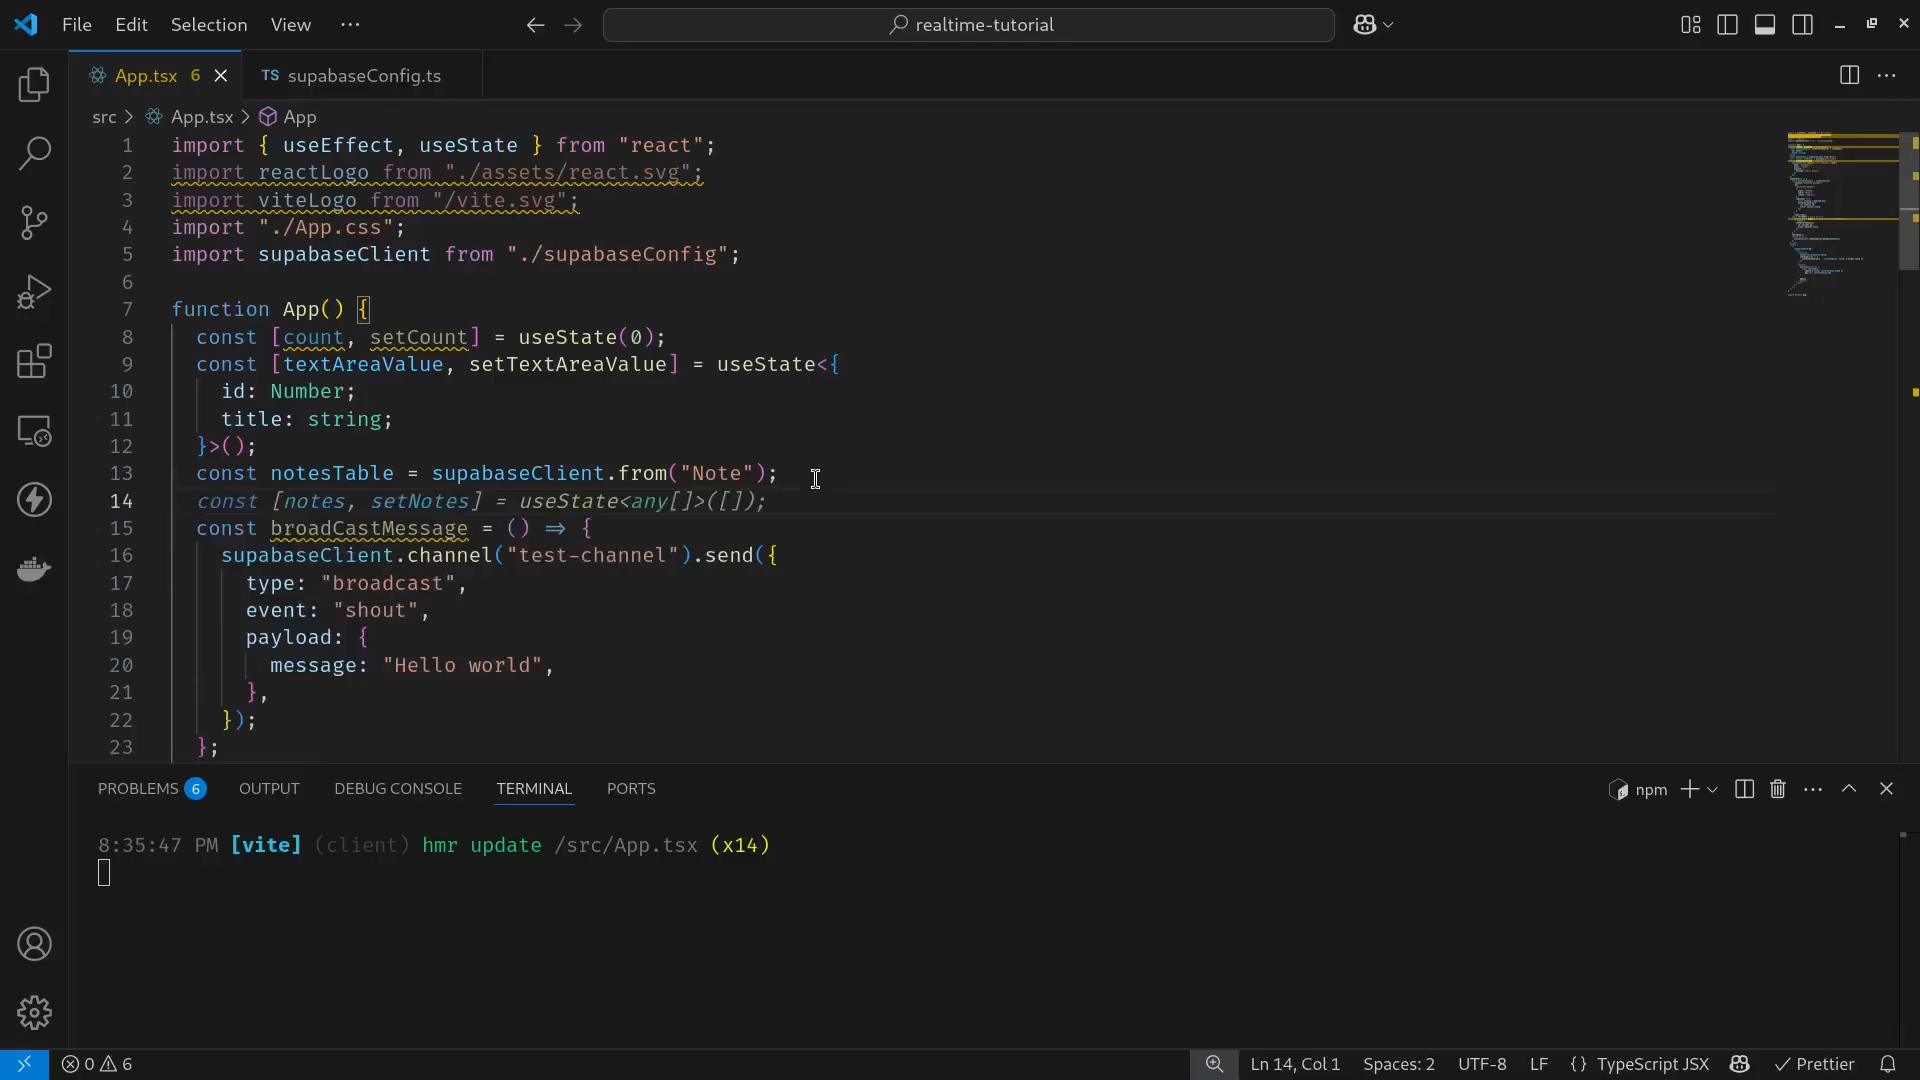 File Edit Selection View ···
realtime-tutorial
App.tsx 6
TS supabaseConfig.ts
src > App.tsx > App
1 import { useEffect, useState } from "react";
2 import reactLogo from "./assets/react.svg";
3 import viteLogo from "/vite.svg";
4 import "./App.css";
5 import supabaseClient from "./supabaseConfig";
6
7 function App() {
8 const [count, setCount] = useState(0);
9 const [textAreaValue, setTextAreaValue] = useState<{
10 id: Number;
11 title: string;
12 }>();
13 const notesTable = supabaseClient.from("Note");
14 const [notes, setNotes] = useState<any[]>([]);
15 const broadCastMessage = () => {
16 supabaseClient.channel("test-channel").send({
17 type: "broadcast",
18 event: "shout",
19 payload: {
20 message: "Hello world",
21 },
22 });
23 };
PROBLEMS 6 OUTPUT DEBUG CONSOLE TERMINAL PORTS
npm
8:35:47 PM [vite] (client) hmr update /src/App.tsx (x14)
0 6
Ln 14, Col 1 Spaces: 2 UTF-8 LF {} TypeScript JSX Prettier